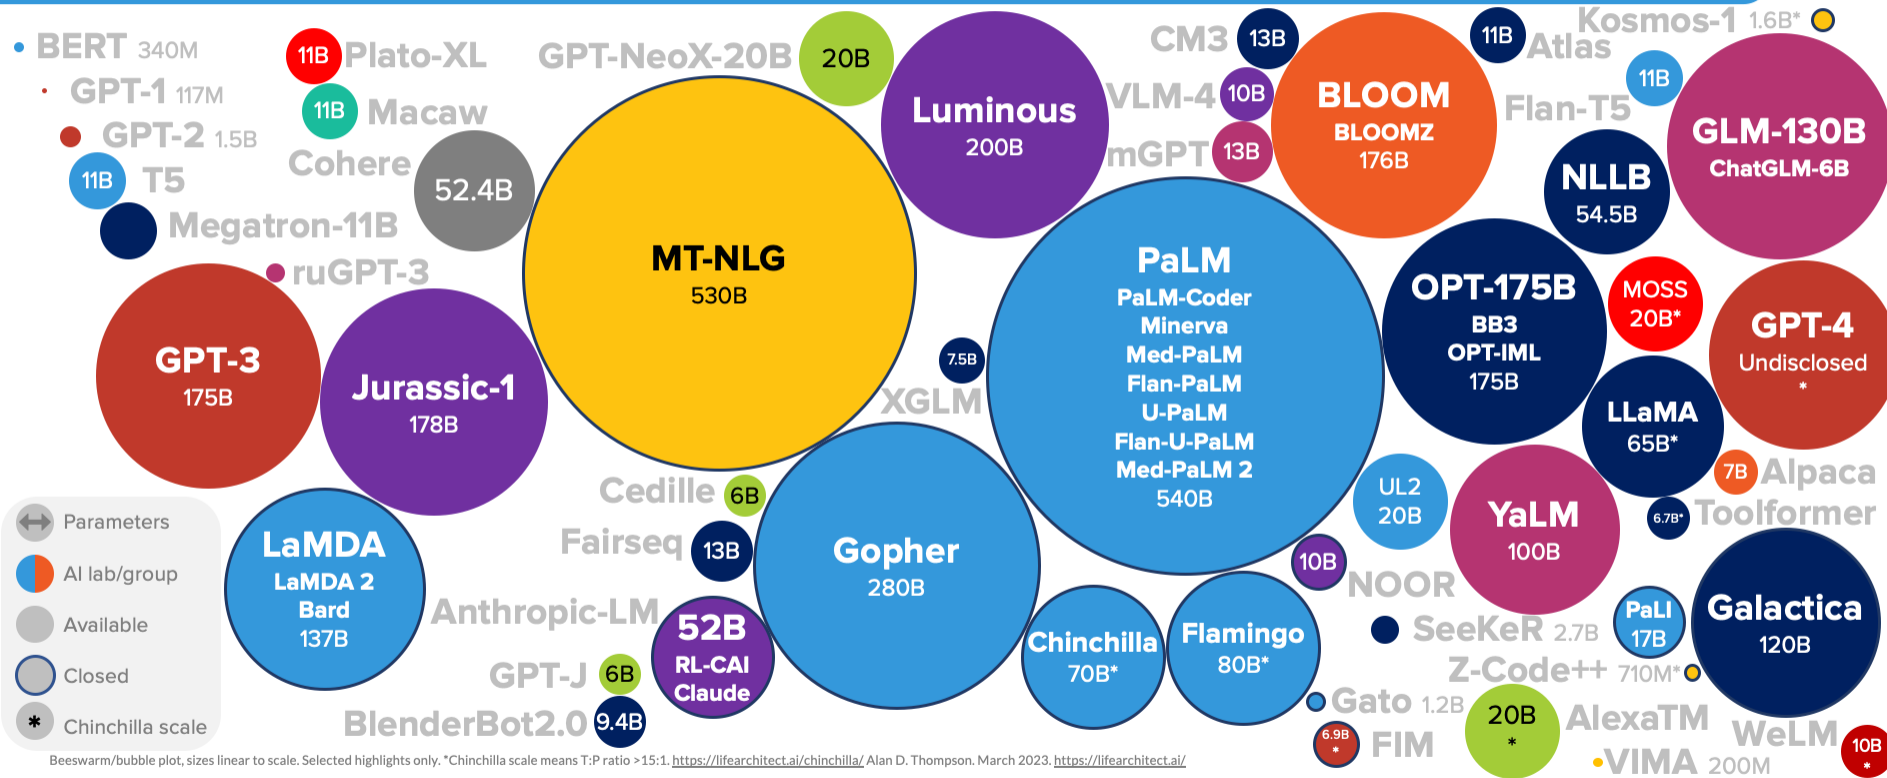 BERT 340M
GPT-1 117M
GPT-2 1.5B
11B T5
Megatron-11B
ruGPT-3
11B Plato-XL
11B Macaw
Cohere
52.4B
GPT-NeoX-20B
20B
MT-NLG
530B
Luminous
200B
CM3 13B
VLM-4 10B
mGPT 13B
BLOOM
BLOOMZ
176B
11B Atlas
Kosmos-1 1.6B*
11B
Flan-T5
GLM-130B
ChatGLM-6B
NLLB
54.5B
GPT-3
175B
Jurassic-1
178B
7.5B
XGLM
PaLM
PaLM-Coder
Minerva
Med-PaLM
Flan-PaLM
U-PaLM
Flan-U-PaLM
Med-PaLM 2
540B
OPT-175B
BB3
OPT-IML
175B
MOSS
20B*
GPT-4
Undisclosed
*
LLaMA
65B*
7B Alpaca
6.7B* Toolformer
UL2
20B
YaLM
100B
LaMDA
LaMDA 2
Bard
137B
Cedille 6B
Fairseq 13B
Gopher
280B
Anthropic-LM
52B
RL-CAI
Claude
GPT-J 6B
BlenderBot2.0 9.4B
Chinchilla
70B*
Flamingo
80B*
10B
NOOR
SeeKeR 2.7B
PaLI
17B
Galactica
120B
Z-Code++ 710M*
Gato 1.2B
6.9B
*
FIM
20B
*
AlexaTM
VIMA 200M
WeLM
10B
*
Parameters
AI lab/group
Available
Closed
* Chinchilla scale
Beeswarm/bubble plot, sizes linear to scale. Selected highlights only. *Chinchilla scale means T:P ratio >15:1. https://lifearchitect.ai/chinchilla/ Alan D. Thompson. March 2023. https://lifearchitect.ai/